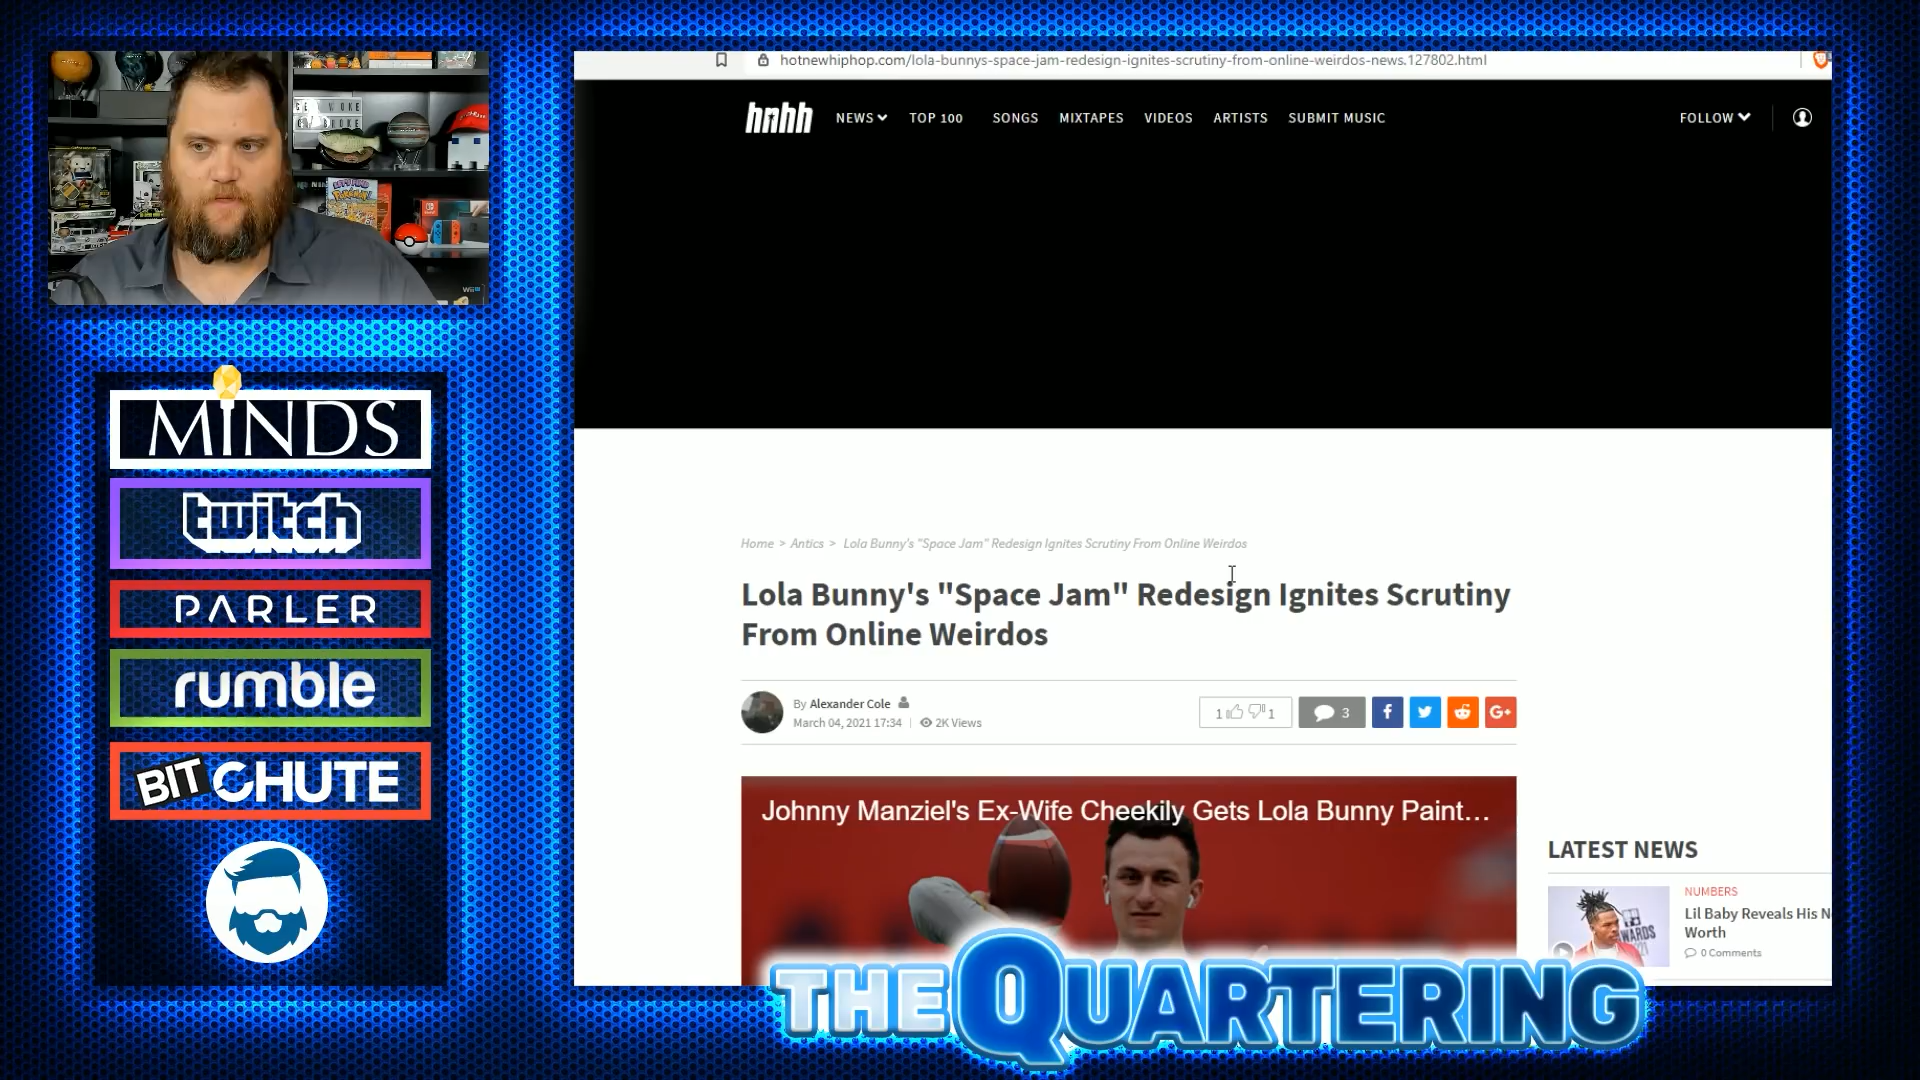 hotnewhiphop.com/lola-bunnys-space-jam-redesign-ignites-scrutiny-from-online-weirdos-news.127802.html
hnhh NEWS TOP 100 SONGS MIXTAPES VIDEOS ARTISTS SUBMIT MUSIC FOLLOW
MINDS
twitch
PARLER
rumble
BITCHUTE
Home > Antics > Lola Bunny's "Space Jam" Redesign Ignites Scrutiny From Online Weirdos
Lola Bunny's "Space Jam" Redesign Ignites Scrutiny
From Online Weirdos
By Alexander Cole
March 04, 2021 17:34 | 2K Views
1 1 3 G+
Johnny Manziel's Ex-Wife Cheekily Gets Lola Bunny Paint...
LATEST NEWS
NUMBERS
Lil Baby Reveals His N
Worth
0 Comments
THE QUARTERING